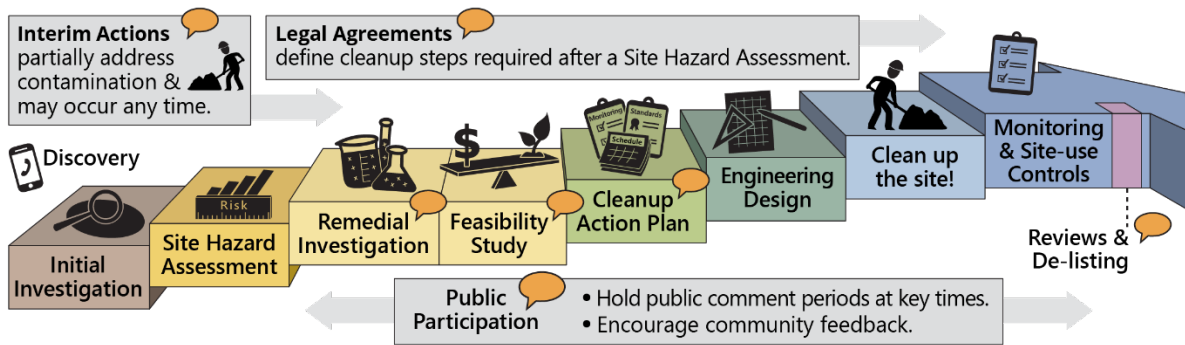 Interim Actions
partially address
contamination &
may occur any time.
Legal Agreements
define cleanup steps required after a Site Hazard Assessment.
Discovery
Initial
Investigation
Risk
Site Hazard
Assessment
Remedial
Investigation
$
Feasibility
Study
Monitoring
Standards
Schedule
Cleanup
Action Plan
Engineering
Design
Clean up
the site!
Monitoring
& Site-use
Controls
Reviews &
De-listing
Public
Participation
• Hold public comment periods at key times.
• Encourage community feedback.